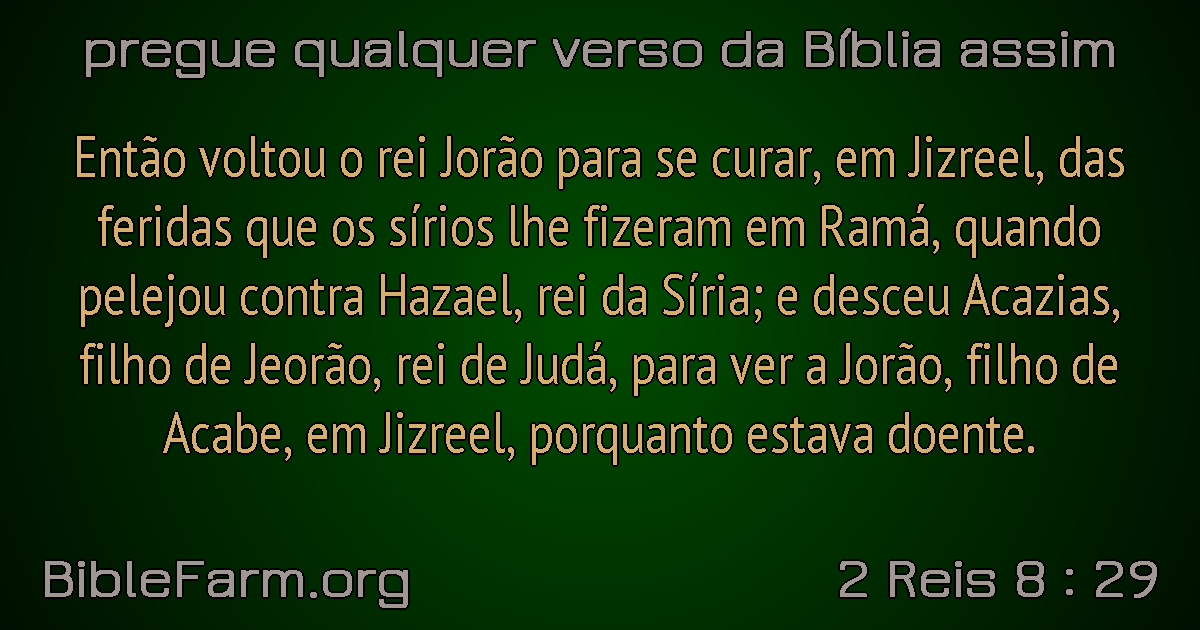 pregue qualquer verso da Bíblia assim
Então voltou o rei Jorão para se curar, em Jizreel, das
feridas que os sírios lhe fizeram em Ramá, quando
pelejou contra Hazael, rei da Síria; e desceu Acazias,
filho de Jeorão, rei de Judá, para ver a Jorão, filho de
Acabe, em Jizreel, porquanto estava doente.
BibleFarm.org
2 Reis 8 : 29